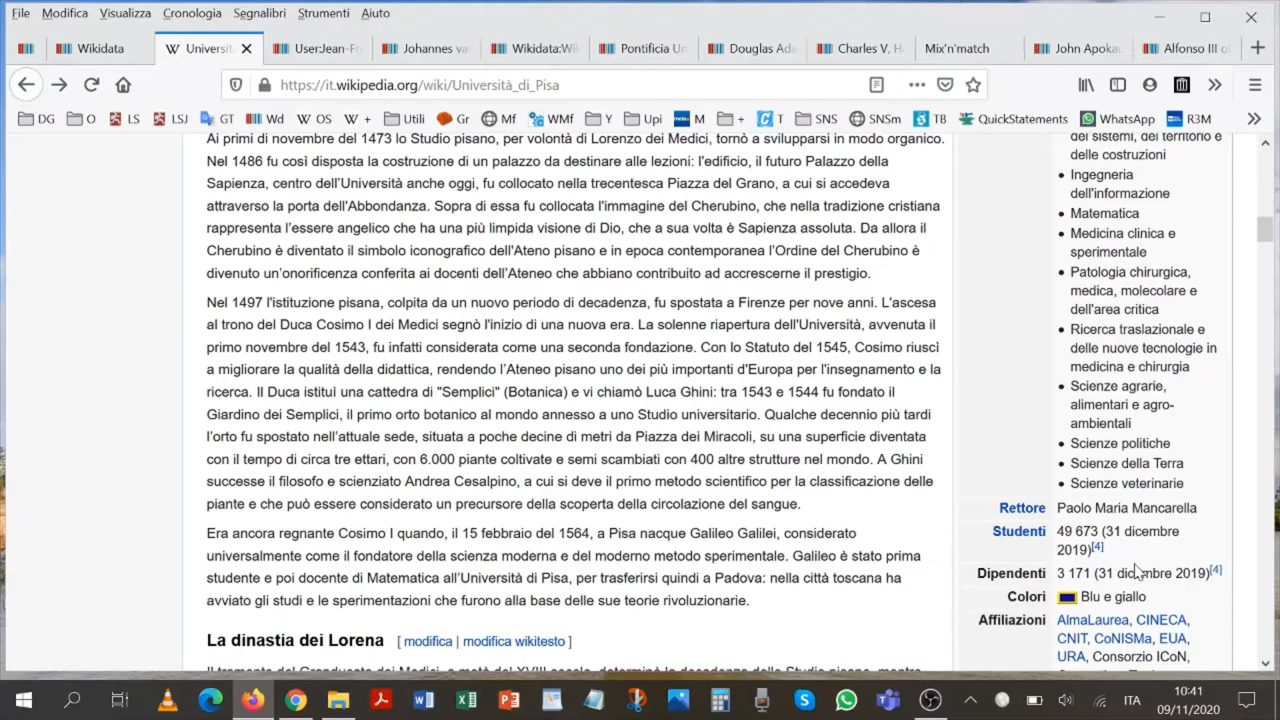 File Modifica Visualizza Cronologia Segnalibri Strumenti Aiuto
Wikidata
Universit
UserJean-Fr
Johannes va
Wikidata:Wi
Pontificia Un
Douglas Ada
Charles V, H
Mix'n'match
John Apokau
Alfonso III o
https://it.wikipedia.org/wiki/Università_di_Pisa
DG O LS LSJ GT Wd OS + Utili Gr Mf WMf Y Upi M + T SNS SNSm TB QuickStatements WhatsApp R3M
Ai primi di novembre del 1473 lo Studio pisano, per volontà di Lorenzo dei Medici, tornò a svilupparsi in modo organico.
Nel 1486 fu così disposta la costruzione di un palazzo da destinare alle lezioni: l'edificio, il futuro Palazzo della
Sapienza, centro dell'Università anche oggi, fu collocato nella trecentesca Piazza del Grano, a cui si accedeva
attraverso la porta dell'Abbondanza. Sopra di essa fu collocata l'immagine del Cherubino, che nella tradizione cristiana
rappresenta l'essere angelico che ha una più limpida visione di Dio, che a sua volta è Sapienza assoluta. Da allora il
Cherubino è diventato il simbolo iconografico dell'Ateno pisano e in epoca contemporanea l'Ordine del Cherubino è
divenuto un'onorificenza conferita ai docenti dell'Ateneo che abbiano contribuito ad accrescerne il prestigio.
Nel 1497 l'istituzione pisana, colpita da un nuovo periodo di decadenza, fu spostata a Firenze per nove anni. L'ascesa
al trono del Duca Cosimo I dei Medici segnò l'inizio di una nuova era. La solenne riapertura dell'Università, avvenuta il
primo novembre del 1543, fu infatti considerata come una seconda fondazione. Con lo Statuto del 1545, Cosimo riuscì
a migliorare la qualità della didattica, rendendo l'Ateneo pisano uno dei più importanti d'Europa per l'insegnamento e la
ricerca. Il Duca istituì una cattedra di "Semplici" (Botanica) e vi chiamò Luca Ghini: tra 1543 e 1544 fu fondato il
Giardino dei Semplici, il primo orto botanico al mondo annesso a uno Studio universitario. Qualche decennio più tardi
l'orto fu spostato nell'attuale sede, situata a poche decine di metri da Piazza dei Miracoli, su una superficie diventata
con il tempo di circa tre ettari, con 6.000 piante coltivate e semi scambiati con 400 altre strutture nel mondo. A Ghini
successe il filosofo e scienziato Andrea Cesalpino, a cui si deve il primo metodo scientifico per la classificazione delle
piante e che può essere considerato un precursore della scoperta della circolazione del sangue.
Era ancora regnante Cosimo I quando, il 15 febbraio del 1564, a Pisa nacque Galileo Galilei, considerato
universalmente come il fondatore della scienza moderna e del moderno metodo sperimentale. Galileo è stato prima
studente e poi docente di Matematica all'Università di Pisa, per trasferirsi quindi a Padova: nella città toscana ha
avviato gli studi e le sperimentazioni che furono alla base delle sue teorie rivoluzionarie.
La dinastia dei Lorena [ modifica | modifica wikitesto ]
dei sistemi, del territorio e
delle costruzioni
• Ingegneria
dell'informazione
• Matematica
• Medicina clinica e
sperimentale
• Patologia chirurgica,
medica, molecolare e
dell'area critica
• Ricerca traslazionale e
delle nuove tecnologie in
medicina e chirurgia
• Scienze agrarie,
alimentari e agro-
ambientali
• Scienze politiche
• Scienze della Terra
• Scienze veterinarie
Rettore Paolo Maria Mancarella
Studenti 49 673 (31 dicembre
2019)[4]
Dipendenti 3 171 (31 dicembre 2019)[4]
Colori Blu e giallo
Affiliazioni AlmaLaurea, CINECA,
CNIT, CoNISMa, EUA,
URA, Consorzio ICoN,
ITA
10:41
09/11/2020